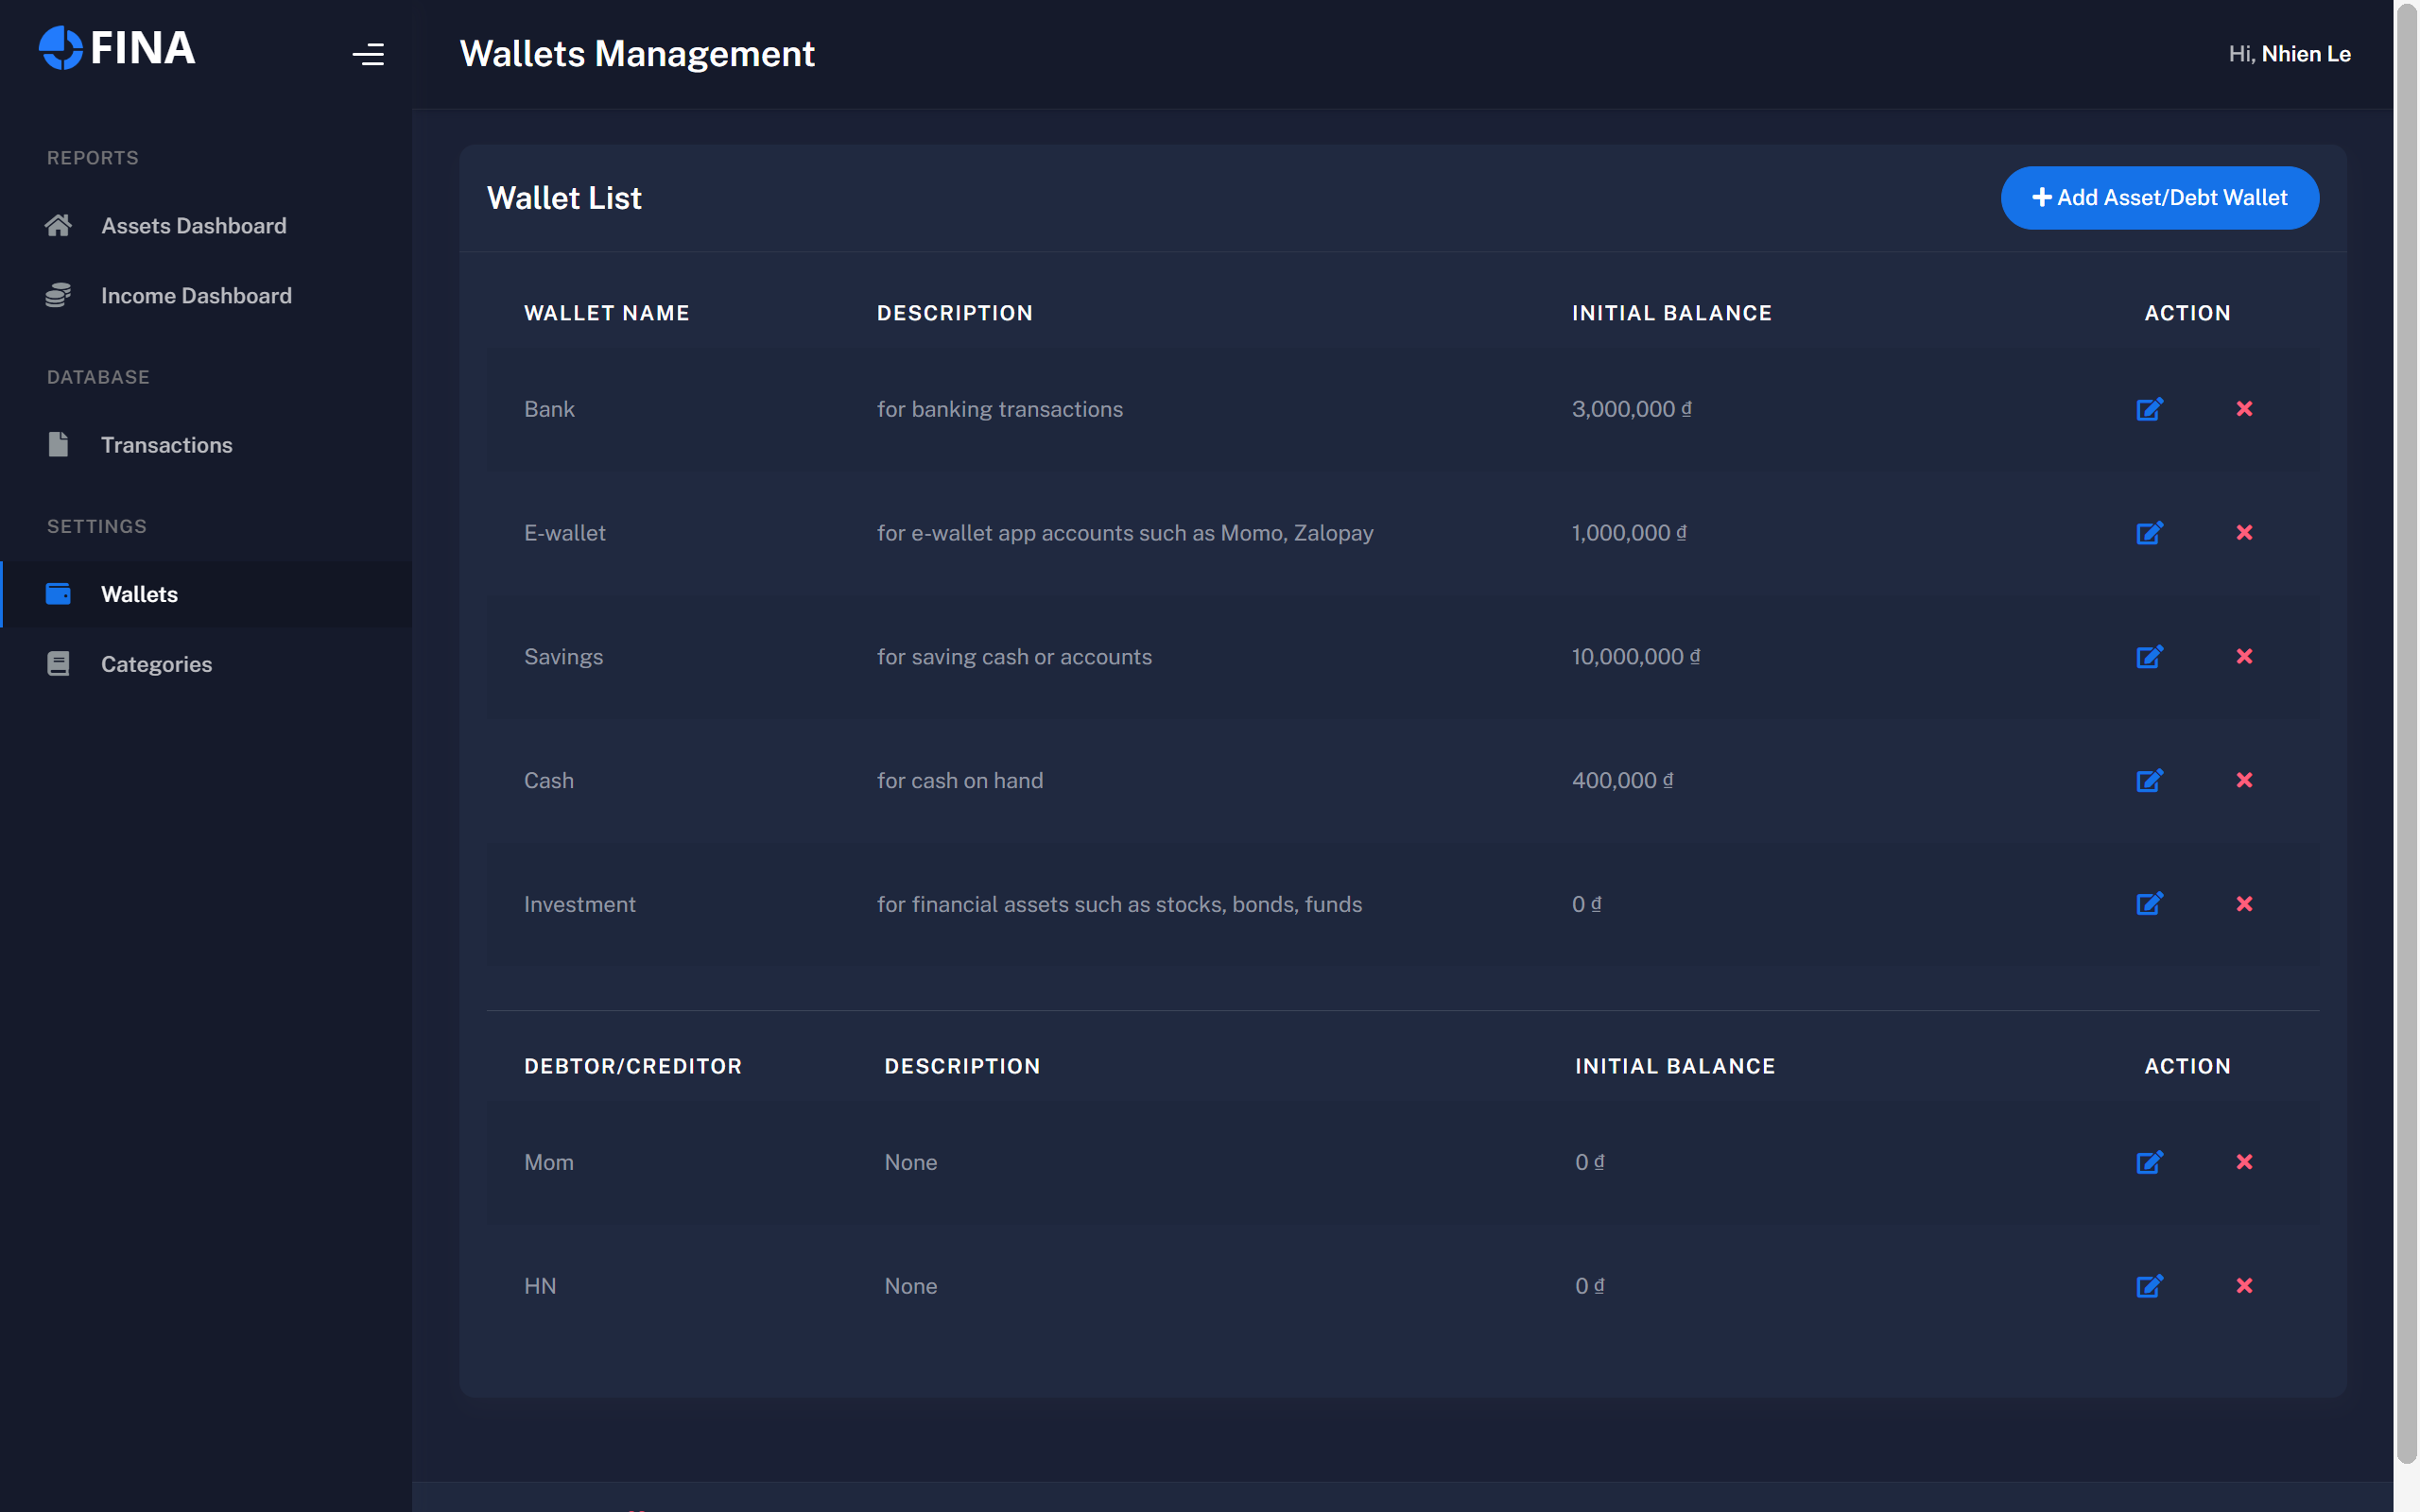 FINA
Wallets Management
Hi, Nhien Le
REPORTS
Assets Dashboard
Income Dashboard
DATABASE
Transactions
SETTINGS
Wallets
Categories
Wallet List
Add Asset/Debt Wallet
WALLET NAME DESCRIPTION INITIAL BALANCE ACTION
Bank for banking transactions 3,000,000 ₫
E-wallet for e-wallet app accounts such as Momo, Zalopay 1,000,000 ₫
Savings for saving cash or accounts 10,000,000 ₫
Cash for cash on hand 400,000 ₫
Investment for financial assets such as stocks, bonds, funds 0 ₫
DEBTOR/CREDITOR DESCRIPTION INITIAL BALANCE ACTION
Mom None 0 ₫
HN None 0 ₫